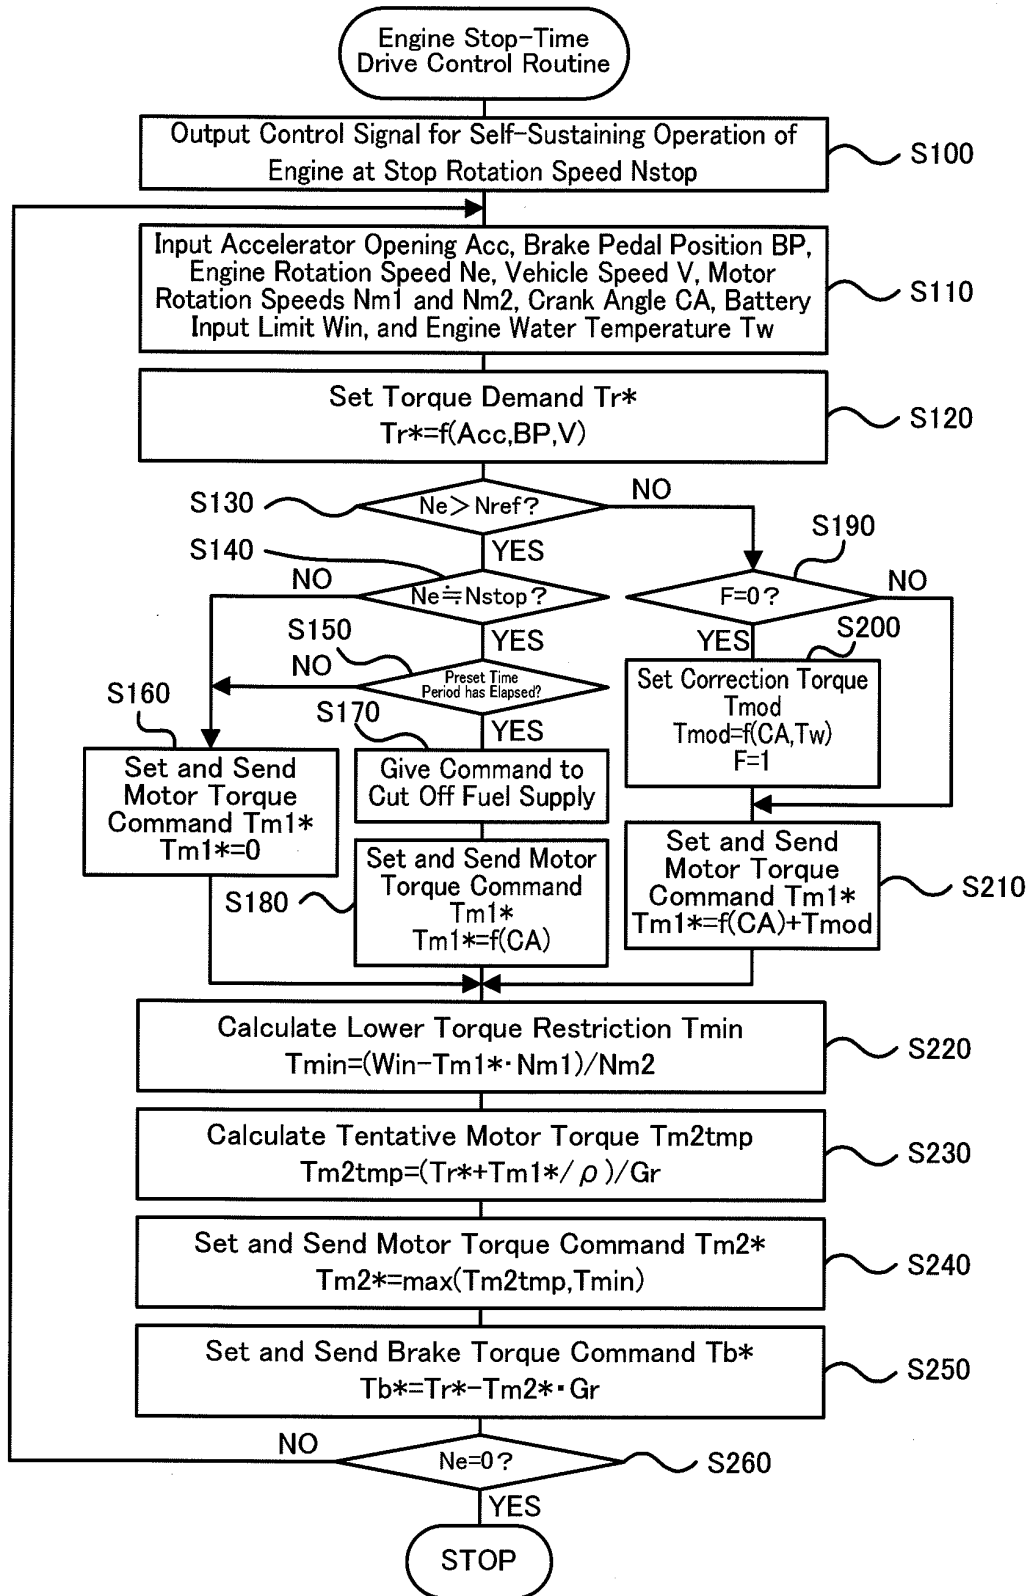 Engine Stop-Time
Drive Control Routine
Output Control Signal for Self-Sustaining Operation of
Engine at Stop Rotation Speed Nstop
S100
Input Accelerator Opening Acc, Brake Pedal Position BP,
Engine Rotation Speed Ne, Vehicle Speed V, Motor
Rotation Speeds Nm1 and Nm2, Crank Angle CA, Battery
Input Limit Win, and Engine Water Temperature Tw
S110
Set Torque Demand Tr*
Tr*=f(Acc,BP,V)
S120
S130
Ne＞Nref?
NO
YES
S140
Ne≒Nstop?
NO
YES
S150
Preset Time
Period has Elapsed?
NO
YES
S160
Set and Send
Motor Torque
Command Tm1*
Tm1*=0
S170
Give Command to
Cut Off Fuel Supply
S180
Set and Send Motor
Torque Command
Tm1*
Tm1*=f(CA)
S190
F=0?
NO
YES
S200
Set Correction Torque
Tmod
Tmod=f(CA,Tw)
F=1
Set and Send
Motor Torque
Command Tm1*
Tm1*=f(CA)+Tmod
S210
Calculate Lower Torque Restriction Tmin
Tmin=(Win-Tm1*·Nm1)/Nm2
S220
Calculate Tentative Motor Torque Tm2tmp
Tm2tmp=(Tr*+Tm1*/ρ)/Gr
S230
Set and Send Motor Torque Command Tm2*
Tm2*=max(Tm2tmp,Tmin)
S240
Set and Send Brake Torque Command Tb*
Tb*=Tr*-Tm2*·Gr
S250
NO
Ne=0?
S260
YES
STOP